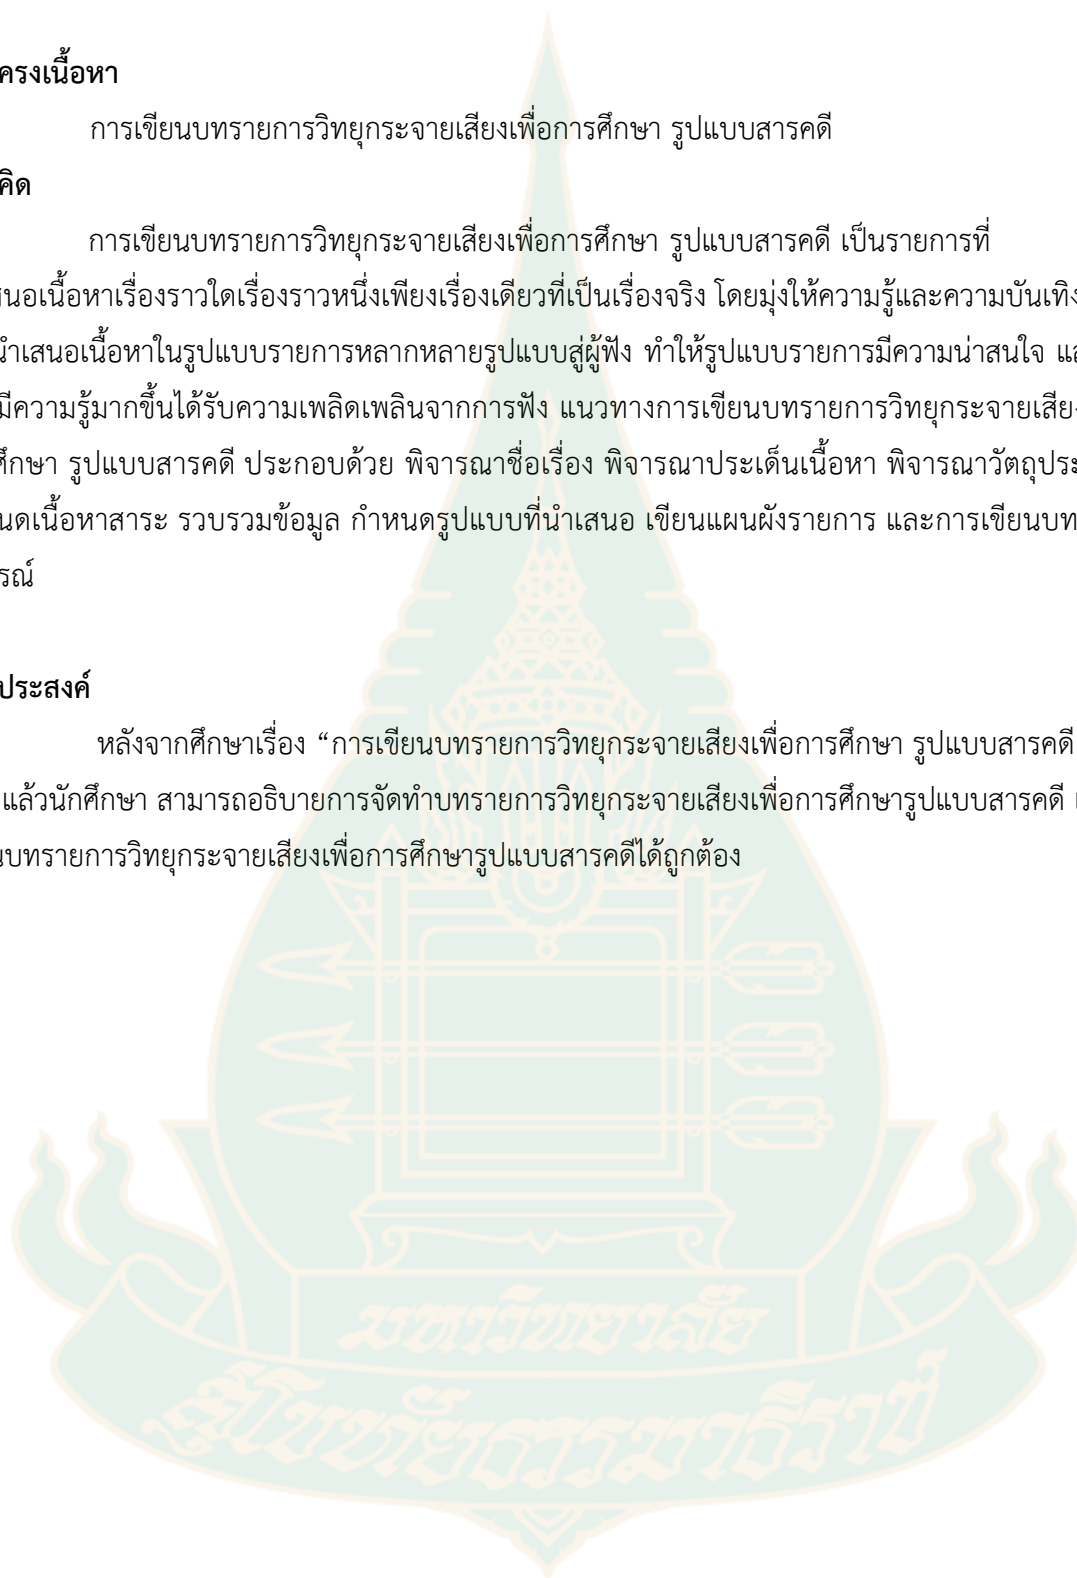 ครงเนื้อหา
การเขียนบทรายการวิทยุกระจายเสียงเพื่อการศึกษา รูปแบบสารคดี
คิด
การเขียนบทรายการวิทยุกระจายเสียงเพื่อการศึกษา รูปแบบสารคดี เป็นรายการที่
สนอเนื้อหาเรื่องราวใดเรื่องราวหนึ่งเพียงเรื่องเดียวที่เป็นเรื่องจริง โดยมุ่งให้ความรู้และความบันเทิง
นำเสนอเนื้อหาในรูปแบบรายการหลากหลายรูปแบบสู่ผู้ฟัง ทำให้รูปแบบรายการมีความน่าสนใจ แล
มีความรู้มากขึ้นได้รับความเพลิดเพลินจากการฟัง แนวทางการเขียนบทรายการวิทยุกระจายเสียง
ศึกษา รูปแบบสารคดี ประกอบด้วย พิจารณาชื่อเรื่อง พิจารณาประเด็นเนื้อหา พิจารณาวัตถุประ
นดเนื้อหาสาระ รวบรวมข้อมูล กำหนดรูปแบบที่นำเสนอ เขียนแผนผังรายการ และการเขียนบท
รณ์
ประสงค์
หลังจากศึกษาเรื่อง “การเขียนบทรายการวิทยุกระจายเสียงเพื่อการศึกษา รูปแบบสารคดี
แล้วนักศึกษา สามารถอธิบายการจัดทำบทรายการวิทยุกระจายเสียงเพื่อการศึกษารูปแบบสารคดี
นบทรายการวิทยุกระจายเสียงเพื่อการศึกษารูปแบบสารคดีได้ถูกต้อง
มหาวิทยาลัย
สุโขทัยธรรมาธิราช